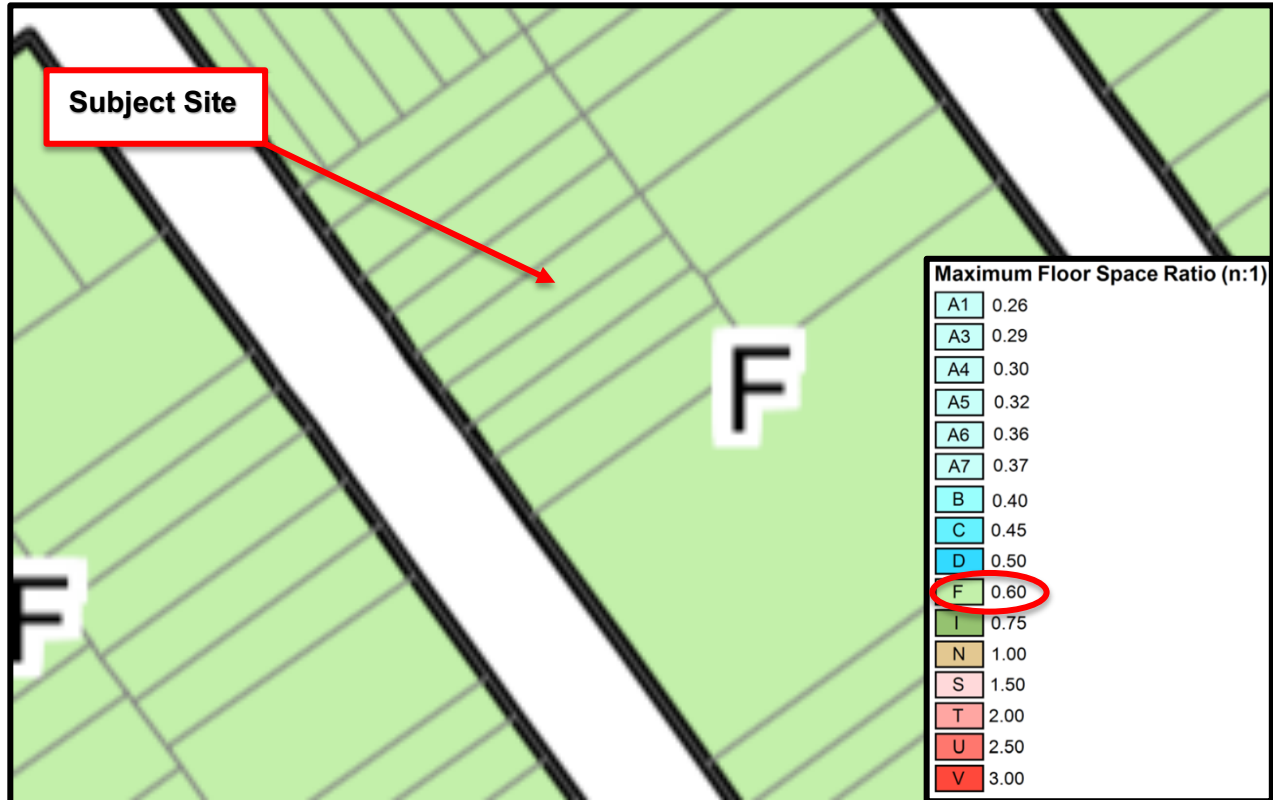 Subject Site
F
F
Maximum Floor Space Ratio (n:1)
A1 0.26
A3 0.29
A4 0.30
A5 0.32
A6 0.36
A7 0.37
B 0.40
C 0.45
D 0.50
F 0.60
I 0.75
N 1.00
S 1.50
T 2.00
U 2.50
V 3.00